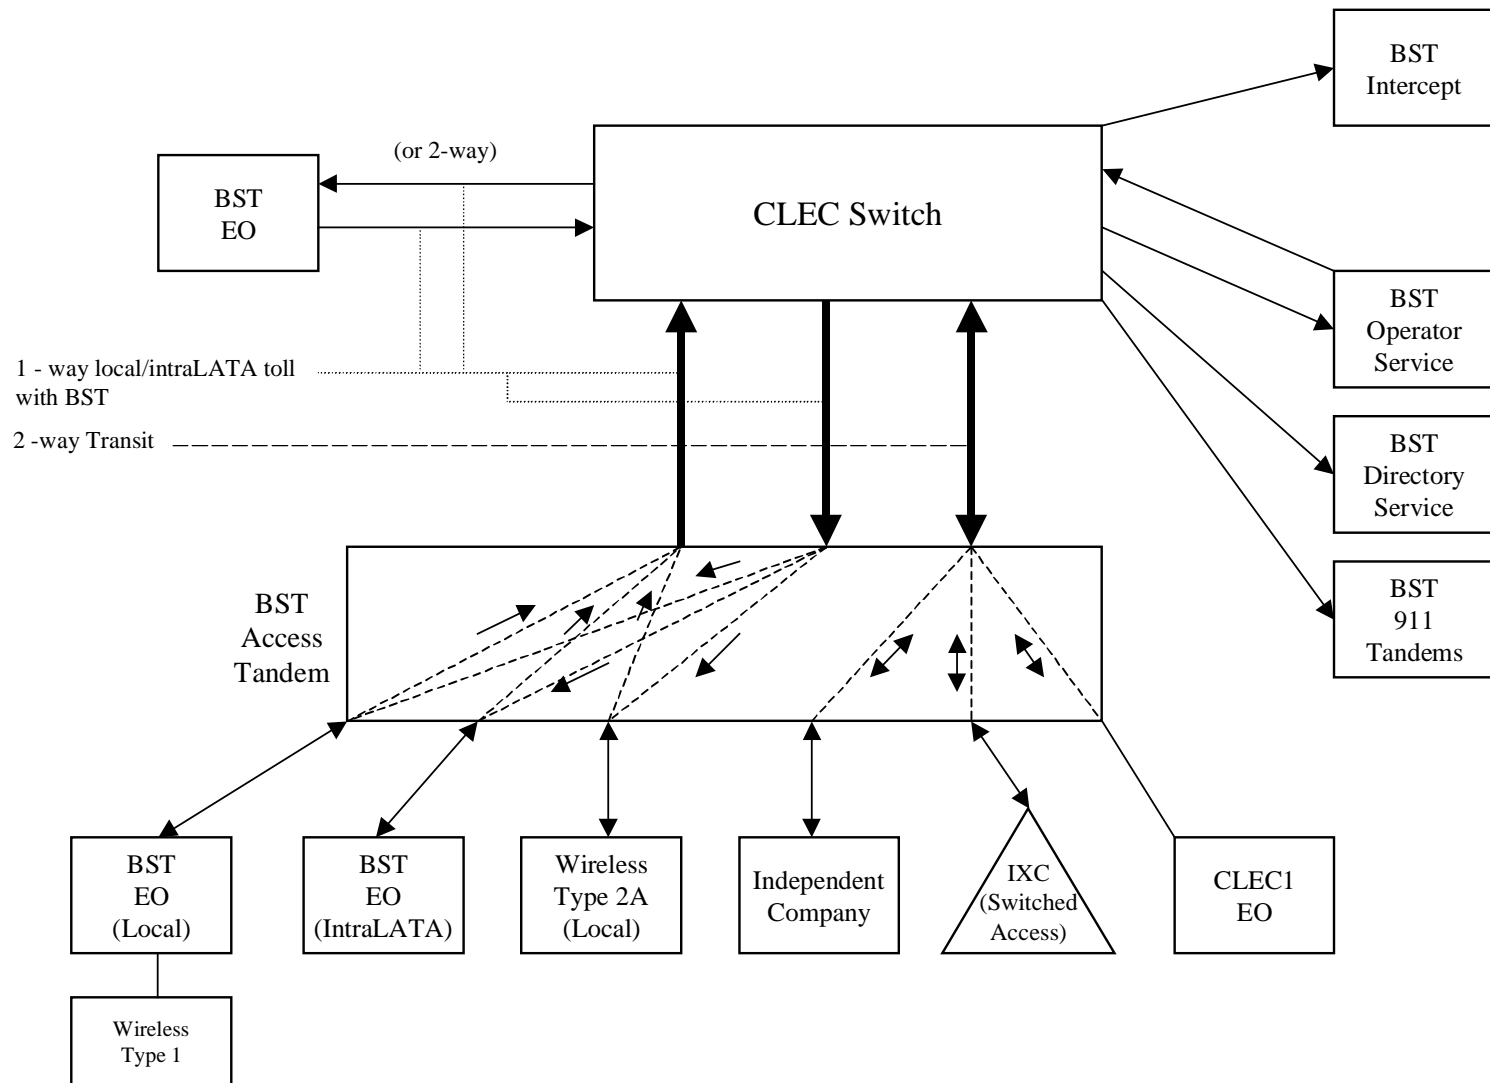 BST
Intercept
(or 2-way)
BST
EO
CLEC Switch
BST
Operator
Service
1 - way local/intraLATA toll
with BST
2 -way Transit
BST
Directory
Service
BST
Access
Tandem
BST
911
Tandems
BST
EO
(Local)
BST
EO
(IntraLATA)
Wireless
Type 2A
(Local)
Independent
Company
IXC
(Switched
Access)
CLEC1
EO
Wireless
Type 1